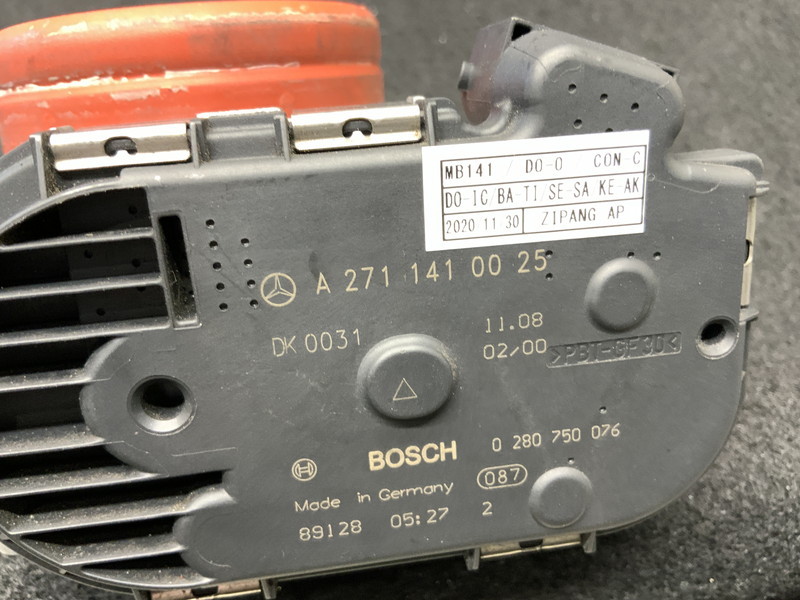 MB141 / DO-O / CON-C
DO-IC/BA-TI/SE-SA KE-AK
2020 11 30 ZIPANG AP
A 271 141 00 25
DK 0031
11.08
02/00
>PBT-GF30<
BOSCH 0 280 750 076
Made in Germany 087
89128 05:27 2